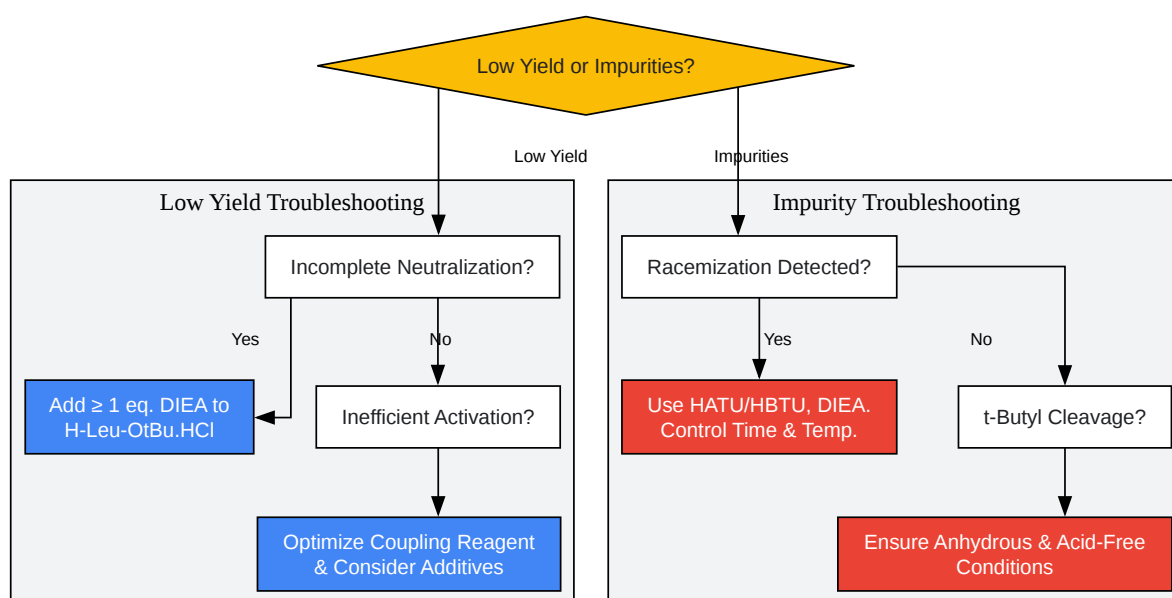 Low Yield or Impurities?
Low Yield
Impurities
Low Yield Troubleshooting
Impurity Troubleshooting
Incomplete Neutralization?
Racemization Detected?
Yes
No
Yes
No
Add ≥ 1 eq. DIEA to
H-Leu-OtBu.HCl
Inefficient Activation?
Use HATU/HBTU, DIEA.
Control Time & Temp.
t-Butyl Cleavage?
Optimize Coupling Reagent
& Consider Additives
Ensure Anhydrous & Acid-Free
Conditions